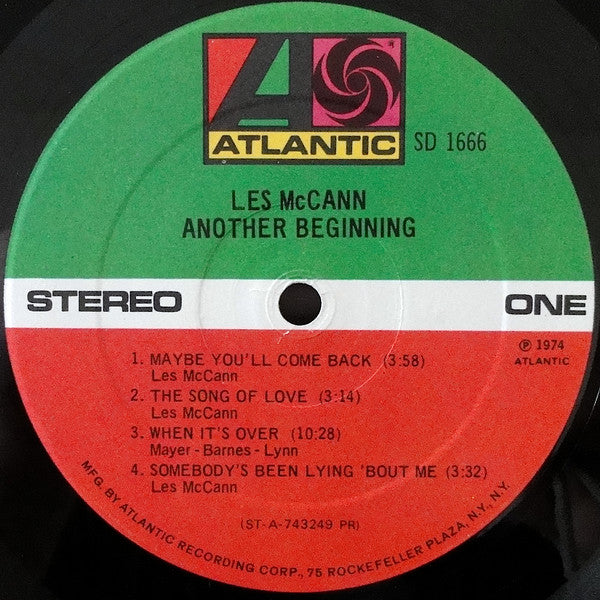 A
ATLANTIC
SD 1666
LES McCANN
ANOTHER BEGINNING
STEREO
ONE
℗ 1974
ATLANTIC
1. MAYBE YOU'LL COME BACK (3:58)
Les McCann
2. THE SONG OF LOVE (3:14)
Les McCann
3. WHEN IT'S OVER (10:28)
Mayer - Barnes - Lynn
4. SOMEBODY'S BEEN LYING 'BOUT ME (3:32)
Les McCann
(ST-A-743249 PR)
MFG. BY ATLANTIC RECORDING CORP., 75 ROCKEFELLER PLAZA, N.Y., N.Y.